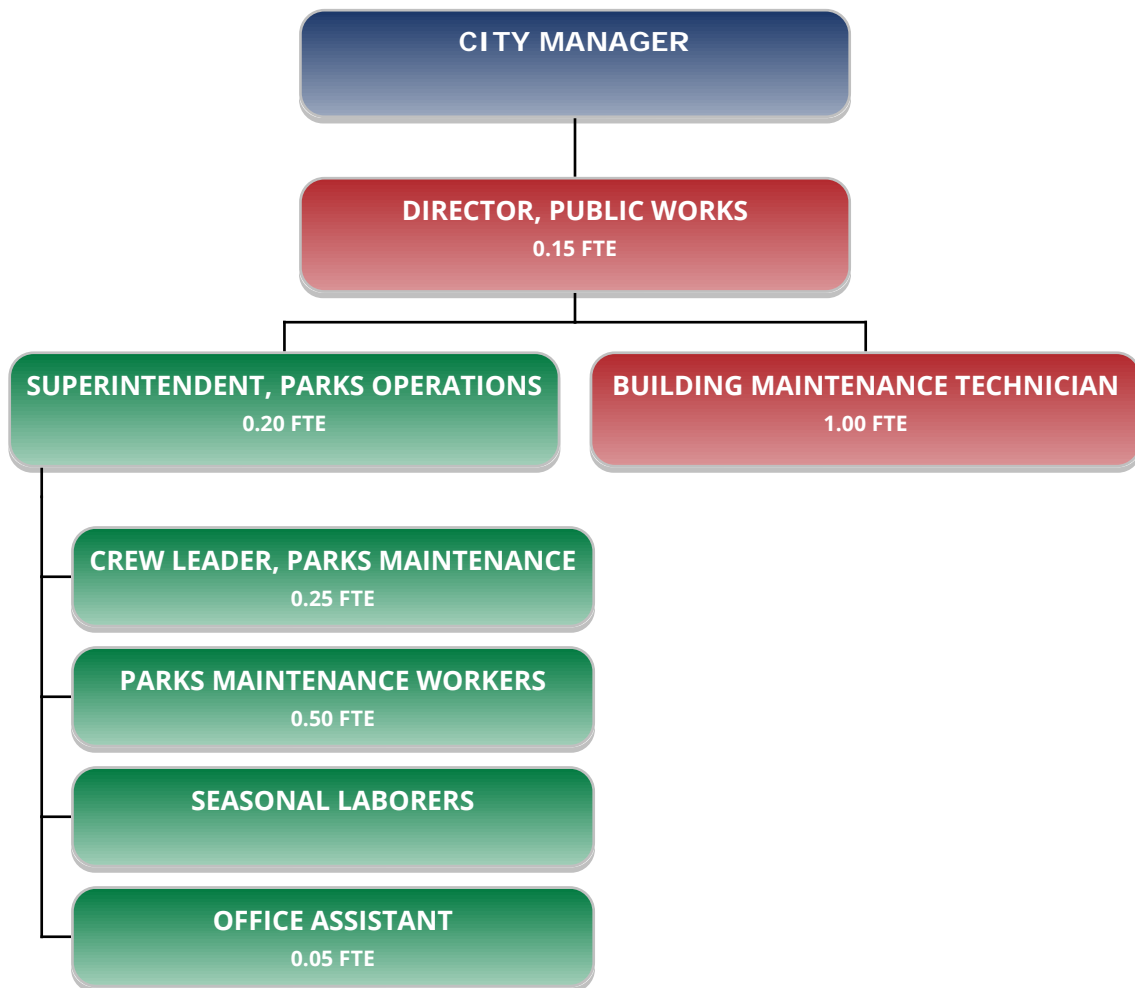 CITY MANAGER
DIRECTOR, PUBLIC WORKS
0.15 FTE
SUPERINTENDENT, PARKS OPERATIONS
0.20 FTE
BUILDING MAINTENANCE TECHNICIAN
1.00 FTE
CREW LEADER, PARKS MAINTENANCE
0.25 FTE
PARKS MAINTENANCE WORKERS
0.50 FTE
SEASONAL LABORERS
OFFICE ASSISTANT
0.05 FTE